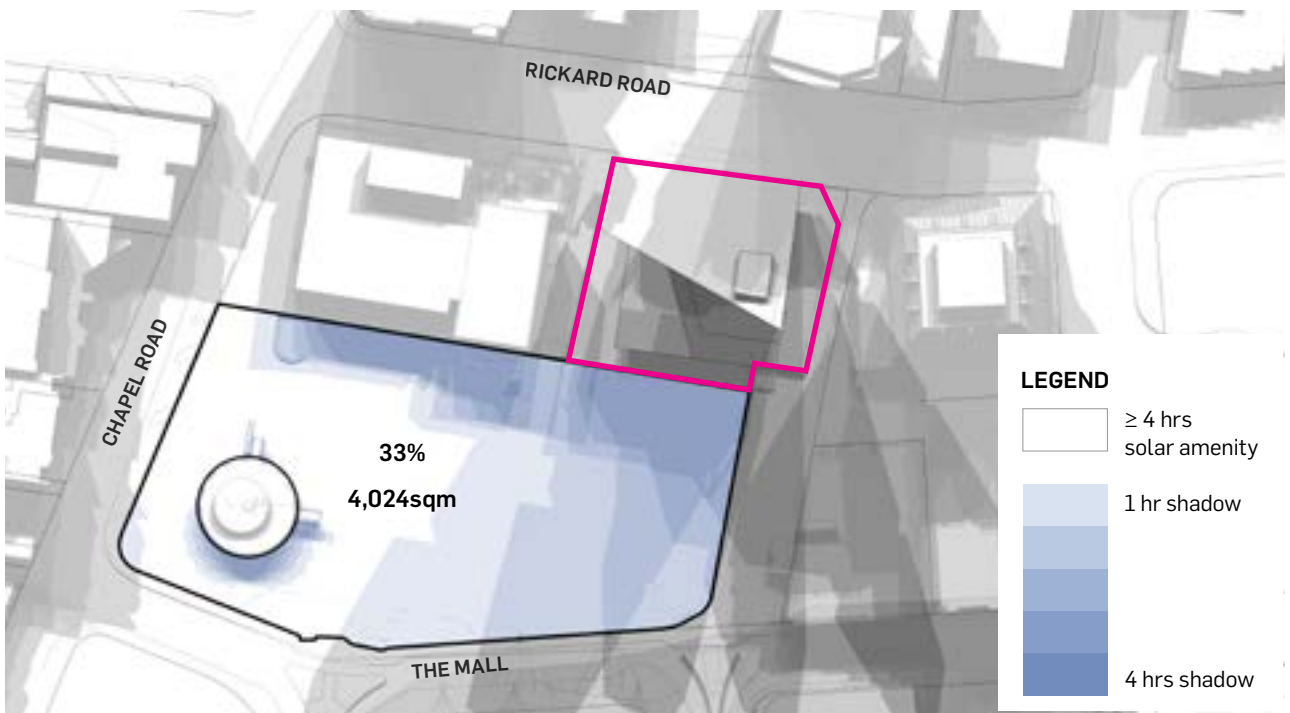 RICKARD ROAD
CHAPEL ROAD
33%
4,024sqm
THE MALL
LEGEND
≥ 4 hrs
solar amenity
1 hr shadow
4 hrs shadow